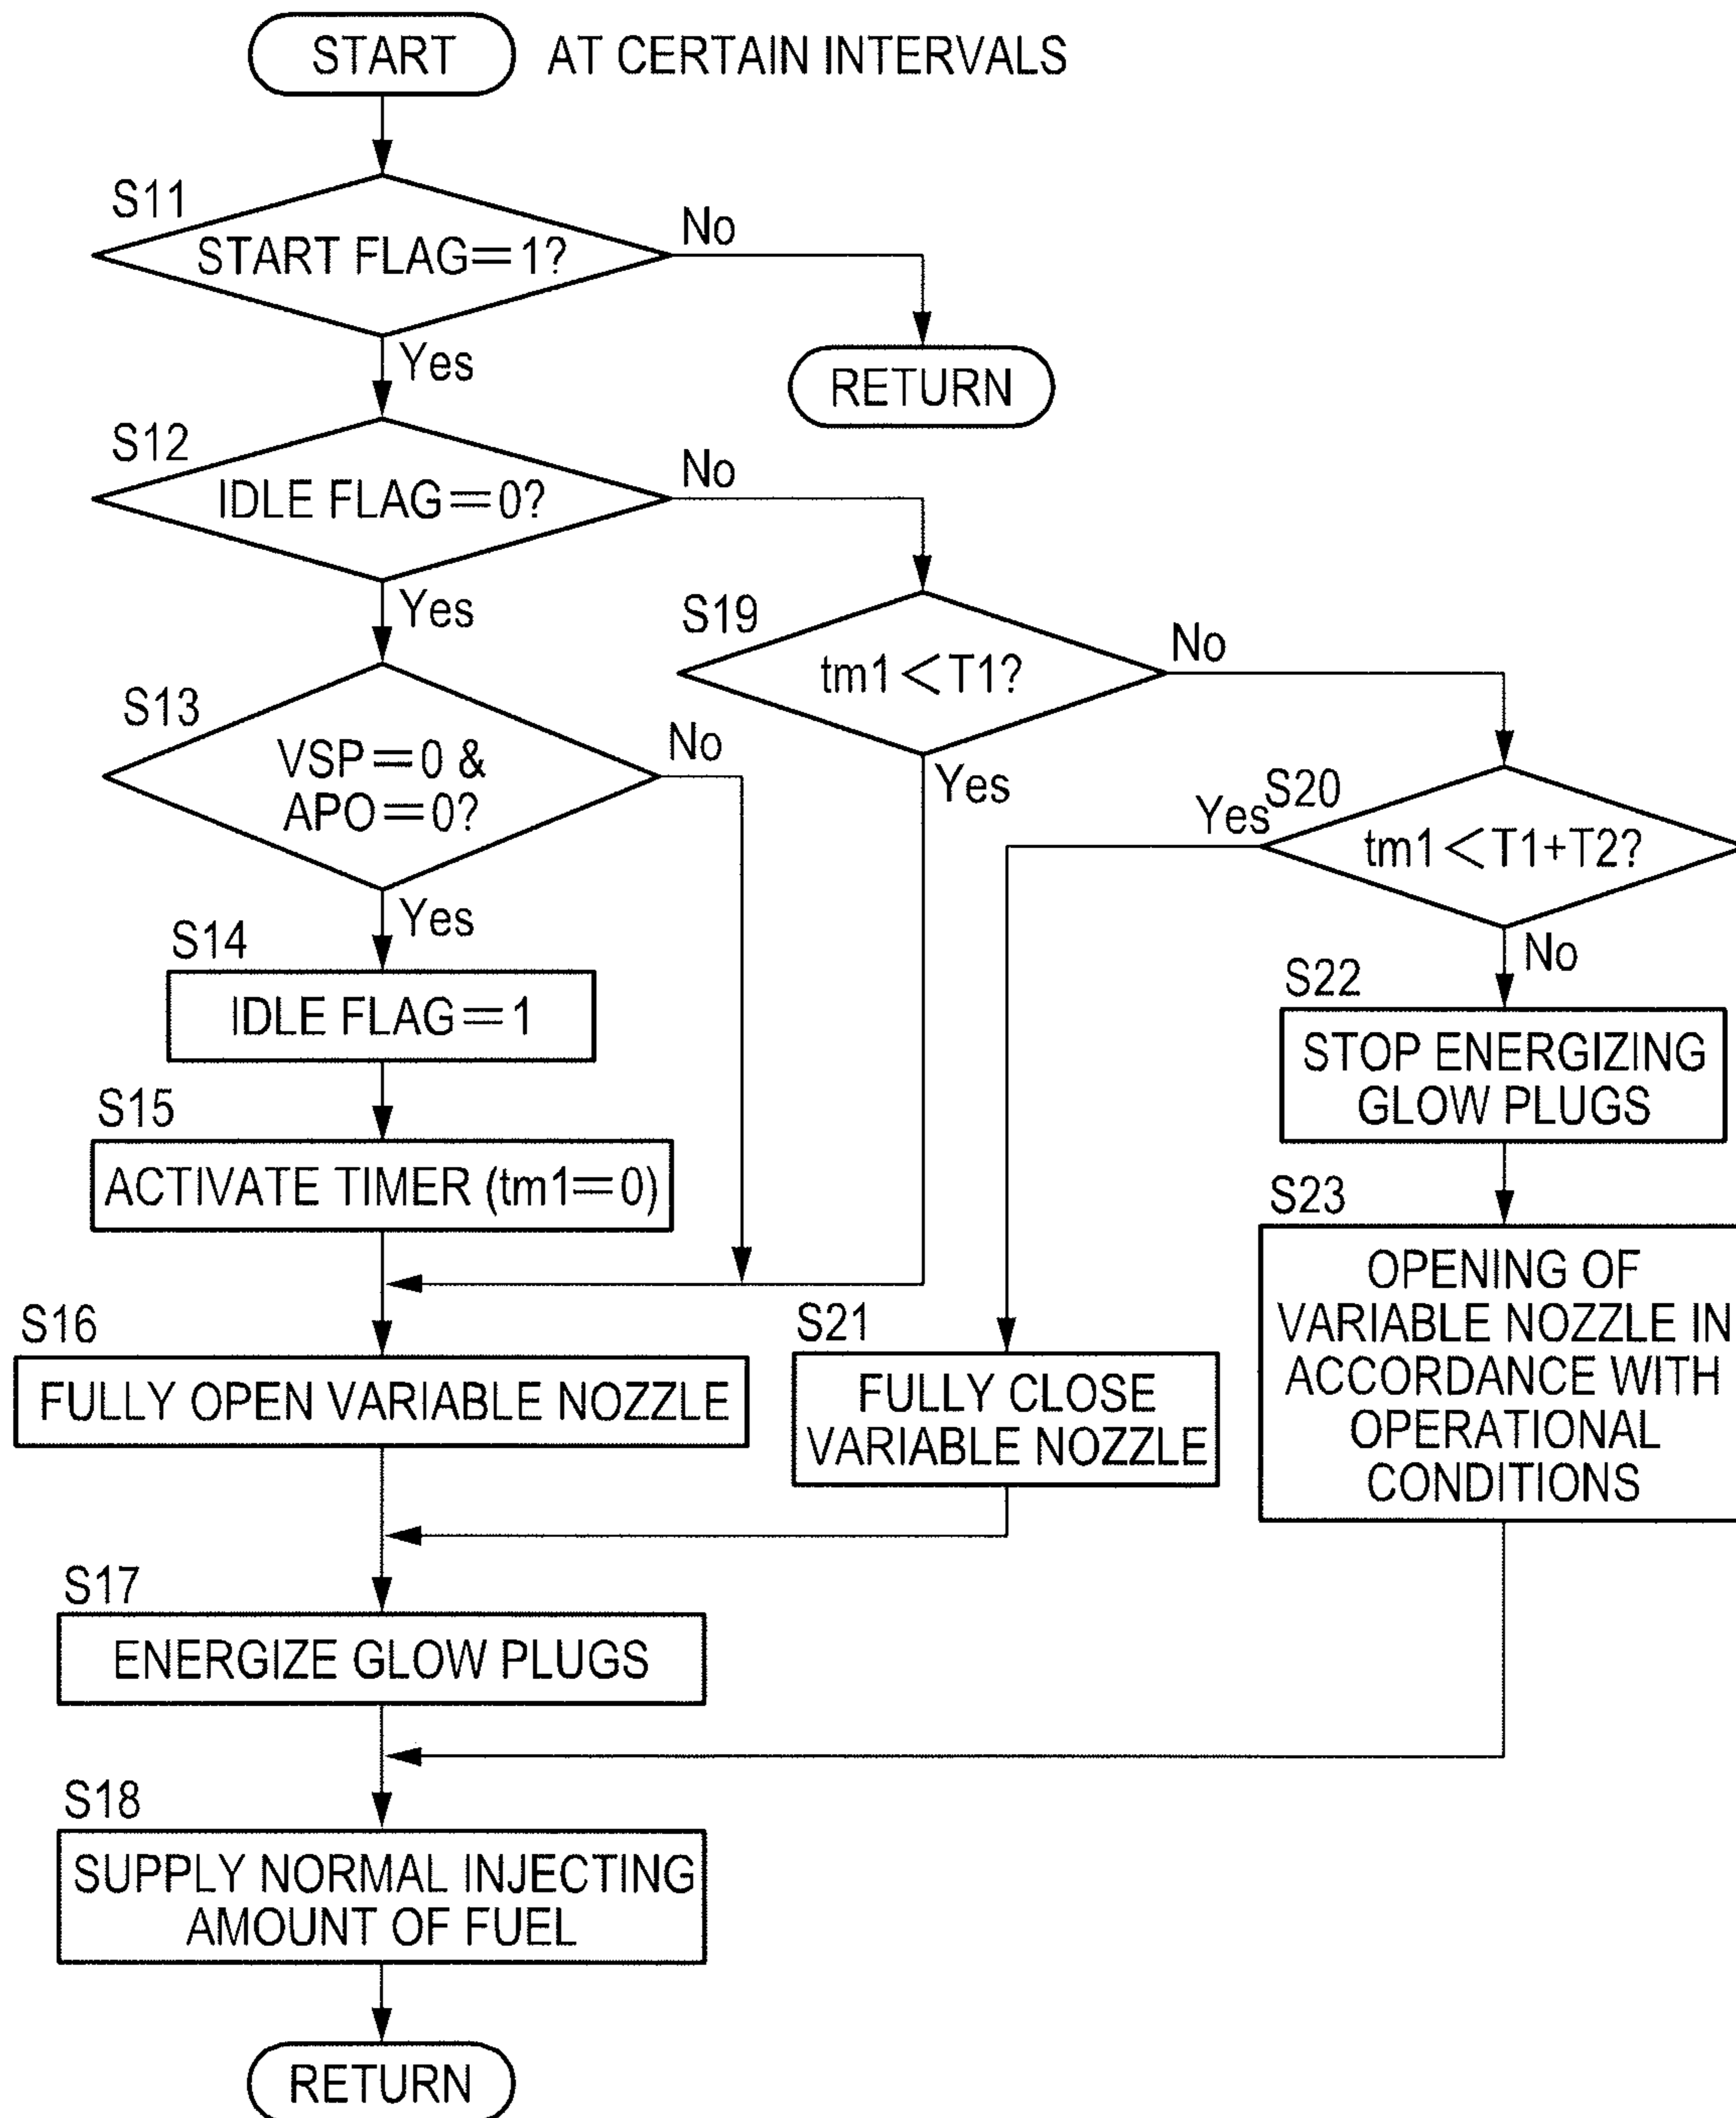 START
AT CERTAIN INTERVALS
S11
START FLAG=1?
No
Yes
RETURN
S12
IDLE FLAG=0?
No
Yes
S19
tm1<T1?
No
Yes
S13
VSP=0 &
APO=0?
No
Yes
S20
tm1<T1+T2?
Yes
No
S14
IDLE FLAG=1
S15
ACTIVATE TIMER (tm1=0)
S22
STOP ENERGIZING
GLOW PLUGS
S23
OPENING OF
VARIABLE NOZZLE IN
ACCORDANCE WITH
OPERATIONAL
CONDITIONS
S16
FULLY OPEN VARIABLE NOZZLE
S21
FULLY CLOSE
VARIABLE NOZZLE
S17
ENERGIZE GLOW PLUGS
S18
SUPPLY NORMAL INJECTING
AMOUNT OF FUEL
RETURN